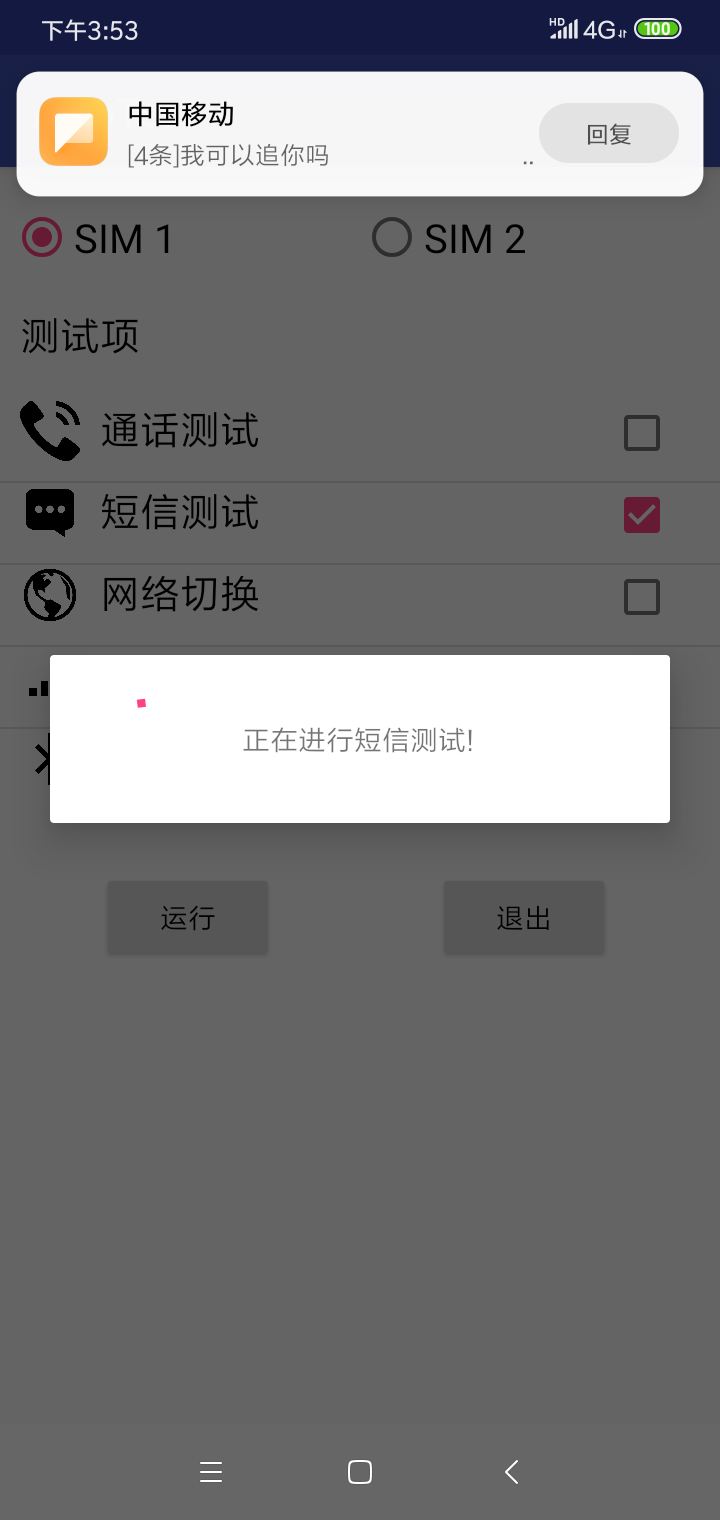 下午3:53
HD 4G 100
中国移动
[4条]我可以追你吗
..
回复
SIM 1
SIM 2
测试项
通话测试
短信测试
网络切换
正在进行短信测试!
运行
退出